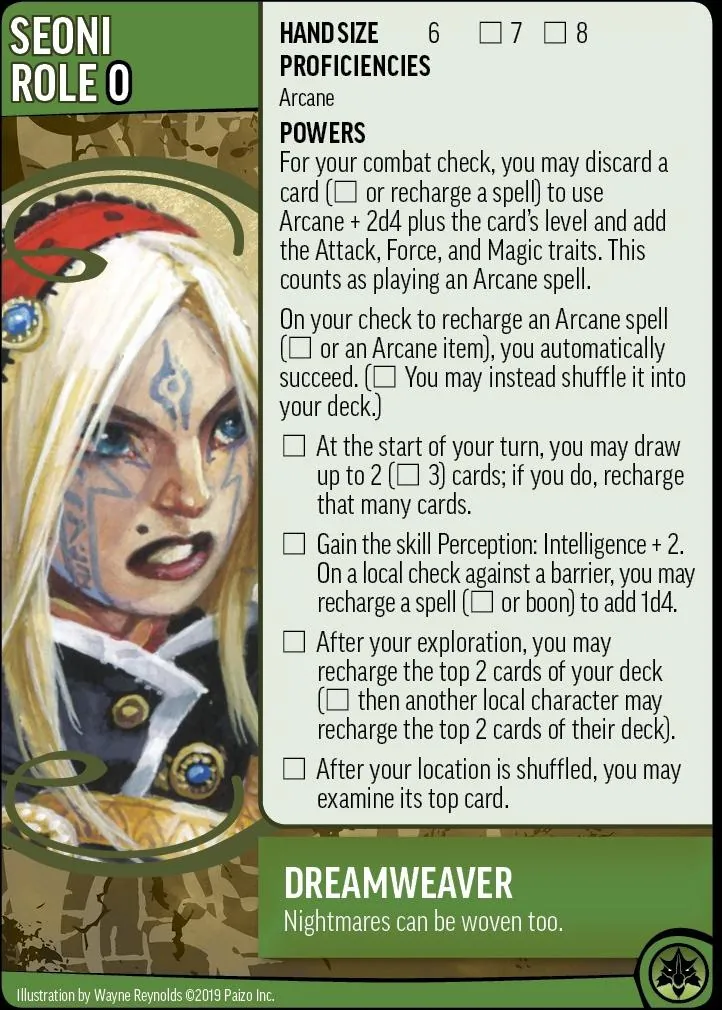 SEONI
ROLE 0
HAND SIZE 6 ☐ 7 ☐ 8
PROFICIENCIES
Arcane
POWERS
For your combat check, you may discard a
card (☐ or recharge a spell) to use
Arcane + 2d4 plus the card's level and add
the Attack, Force, and Magic traits. This
counts as playing an Arcane spell.
On your check to recharge an Arcane spell
(☐ or an Arcane item), you automatically
succeed. (☐ You may instead shuffle it into
your deck.)
☐ At the start of your turn, you may draw
up to 2 (☐ 3) cards; if you do, recharge
that many cards.
☐ Gain the skill Perception: Intelligence + 2.
On a local check against a barrier, you may
recharge a spell (☐ or boon) to add 1d4.
☐ After your exploration, you may
recharge the top 2 cards of your deck
(☐ then another local character may
recharge the top 2 cards of their deck).
☐ After your location is shuffled, you may
examine its top card.
DREAMWEAVER
Nightmares can be woven too.
Illustration by Wayne Reynolds ©2019 Paizo Inc.